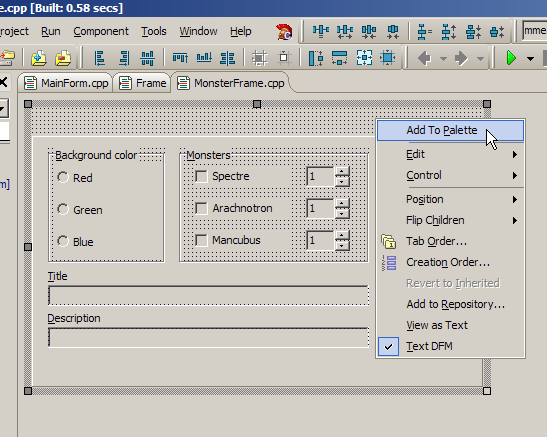 e.cpp [Built: 0.58 secs]
roject Run Component Tools Window Help
MainForm.cpp Frame MonsterFrame.cpp
Add To Palette
Background color Monsters Edit
Red Spectre 1 Control
m]
Position
Green Arachnotron 1 Flip Children
Blue Mancubus 1 Tab Order...
Creation Order...
Title Revert to Inherited
Add to Repository...
Description View as Text
Text DFM